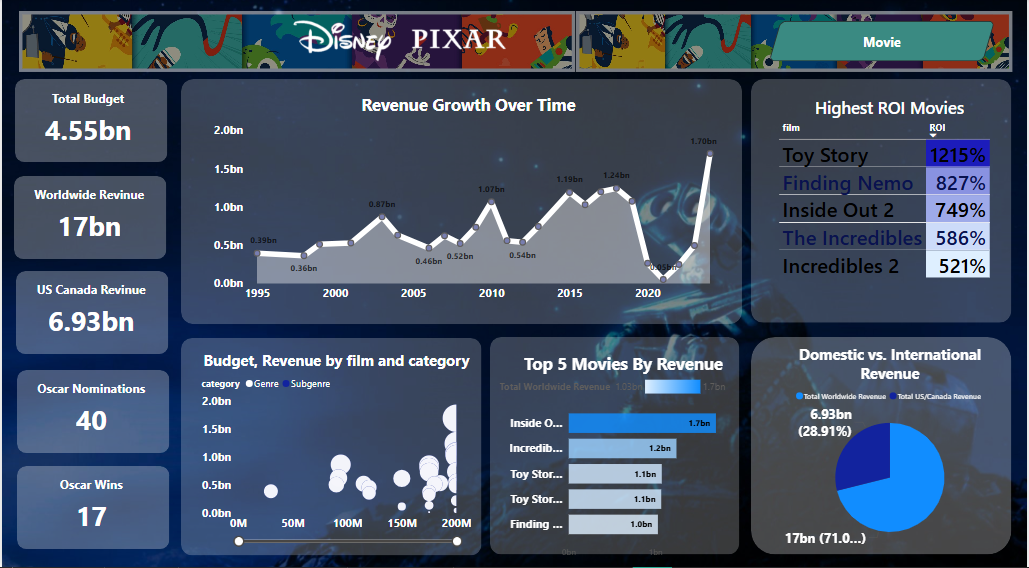 Disney PIXAR
Movie
Total Budget
4.55bn
Worldwide Revinue
17bn
US Canada Revinue
6.93bn
Oscar Nominations
40
Oscar Wins
17
Revenue Growth Over Time
2.0bn
1.5bn
1.0bn
0.5bn
0.0bn
0.39bn
0.36bn
0.87bn
0.46bn
0.52bn
1.07bn
0.54bn
1.19bn
1.24bn
0.05bn
1.70bn
1995 2000 2005 2010 2015 2020
Highest ROI Movies
film ROI
Toy Story 1215%
Finding Nemo 827%
Inside Out 2 749%
The Incredibles 586%
Incredibles 2 521%
Budget, Revenue by film and category
category Genre Subgenre
2.0bn
1.5bn
1.0bn
0.5bn
0.0bn
0M 50M 100M 150M 200M
Top 5 Movies By Revenue
Total Worldwide Revenue 1.03bn 1.7bn
Inside O... 1.7bn
Incredib... 1.2bn
Toy Stor... 1.1bn
Toy Stor... 1.1bn
Finding ... 1.0bn
0bn 1bn
Domestic vs. International
Revenue
Total Worldwide Revenue Total US/Canada Revenue
6.93bn
(28.91%)
17bn (71.0...)